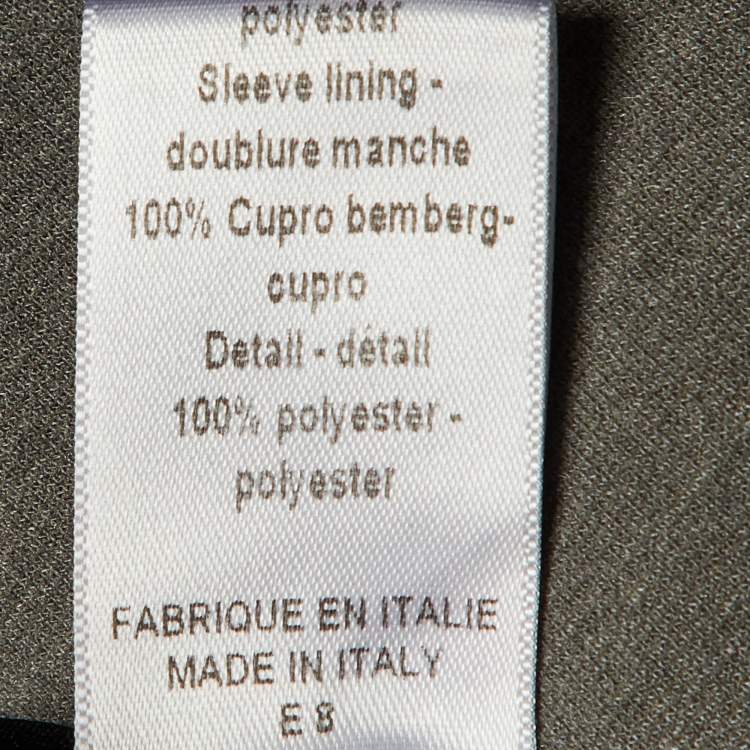 polyester
Sleeve lining -
doublure manche
100% Cupro bemberg-
cupro
Detail - détail
100% polyester -
polyester
FABRIQUE EN ITALIE
MADE IN ITALY
E 8